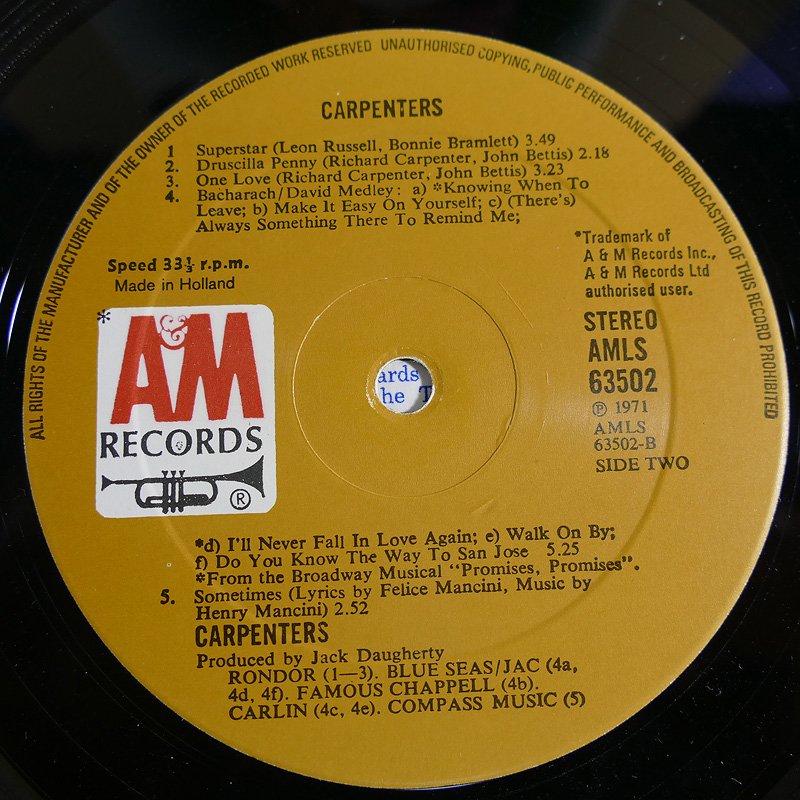 ALL RIGHTS OF THE MANUFACTURER AND OF THE OWNER OF THE RECORDED WORK RESERVED UNAUTHORISED COPYING, PUBLIC PERFORMANCE AND BROADCASTING OF THIS RECORD PROHIBITED
CARPENTERS
1 Superstar (Leon Russell, Bonnie Bramlett) 3.49
2. Druscilla Penny (Richard Carpenter, John Bettis) 2.18
3. One Love (Richard Carpenter, John Bettis) 3.23
4. Bacharach/David Medley: a) *Knowing When To
Leave; b) Make It Easy On Yourself; c) (There's)
Always Something There To Remind Me;
Speed 33⅓ r.p.m.
Made in Holland
*Trademark of
A & M Records Inc.,
A & M Records Ltd
authorised user.
* A&M
RECORDS
®
STEREO
AMLS
63502
℗ 1971
AMLS
63502-B
SIDE TWO
ards
he T
*d) I'll Never Fall In Love Again; e) Walk On By;
f) Do You Know The Way To San Jose 5.25
*From the Broadway Musical "Promises, Promises".
5. Sometimes (Lyrics by Felice Mancini, Music by
Henry Mancini) 2.52
CARPENTERS
Produced by Jack Daugherty
RONDOR (1—3). BLUE SEAS/JAC (4a,
4d, 4f). FAMOUS CHAPPELL (4b).
CARLIN (4c, 4e). COMPASS MUSIC (5)